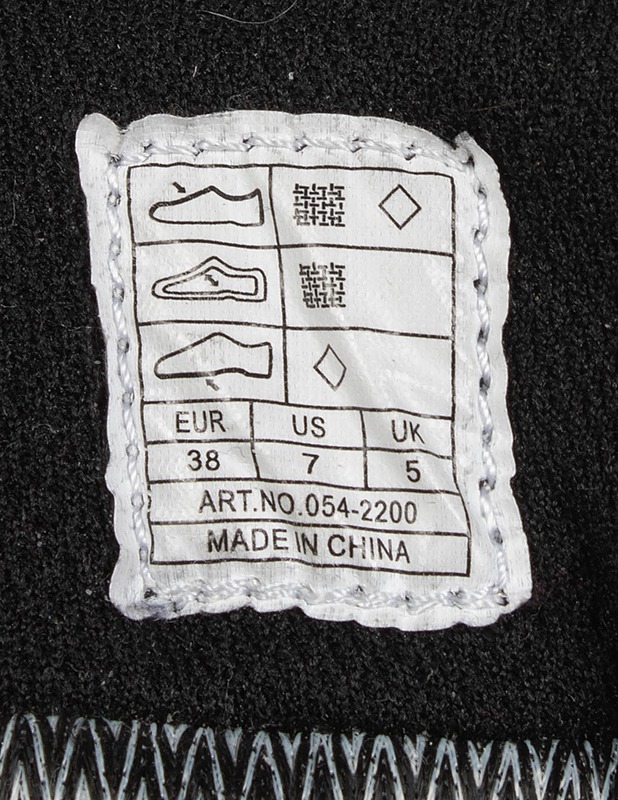 EUR US UK
38 7 5
ART.NO.054-2200
MADE IN CHINA